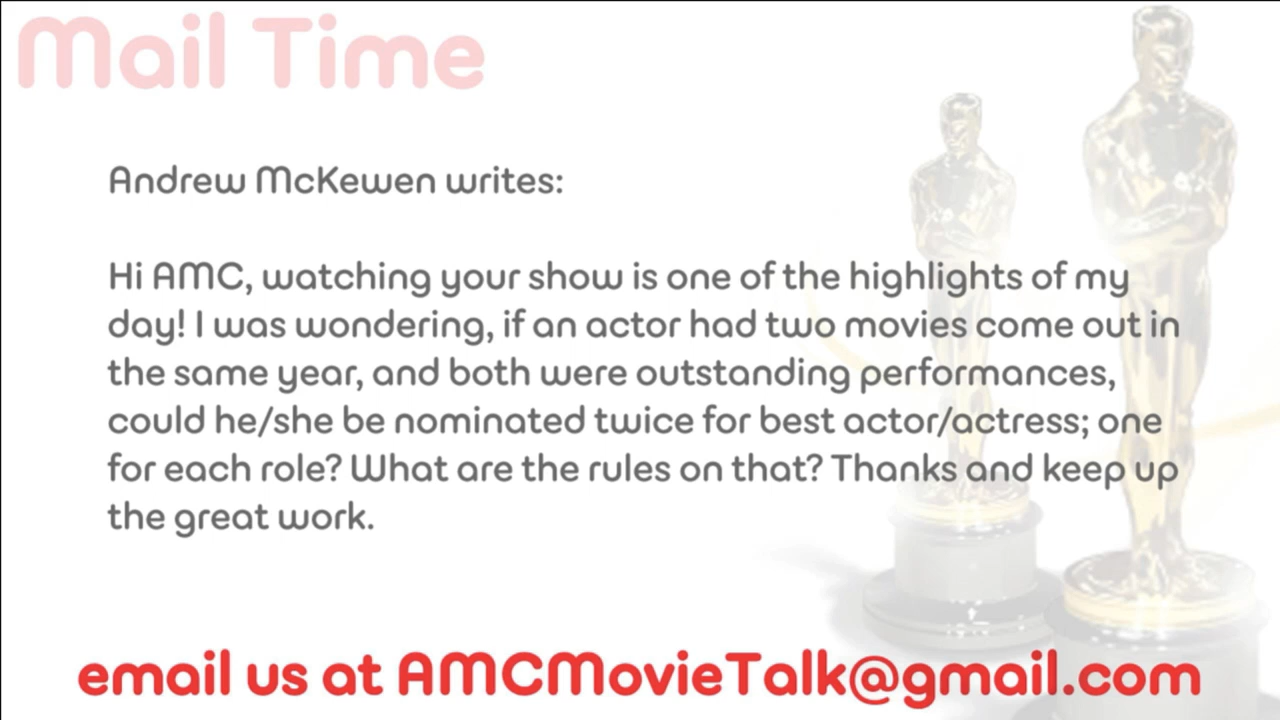 Mail Time
Andrew McKewen writes:
Hi AMC, watching your show is one of the highlights of my
day! I was wondering, if an actor had two movies come out in
the same year, and both were outstanding performances,
could he/she be nominated twice for best actor/actress; one
for each role? What are the rules on that? Thanks and keep up
the great work.
email us at AMCMovieTalk@gmail.com